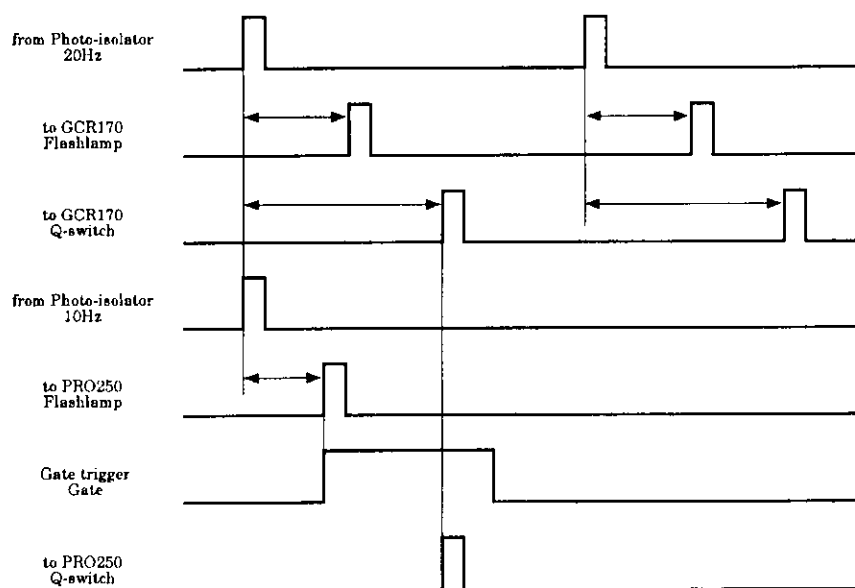 from Photo-isolator
20Hz
to GCR170
Flashlamp
to GCR170
Q-switch
from Photo-isolator
10Hz
to PRO250
Flashlamp
Gate trigger
Gate
to PRO250
Q-switch